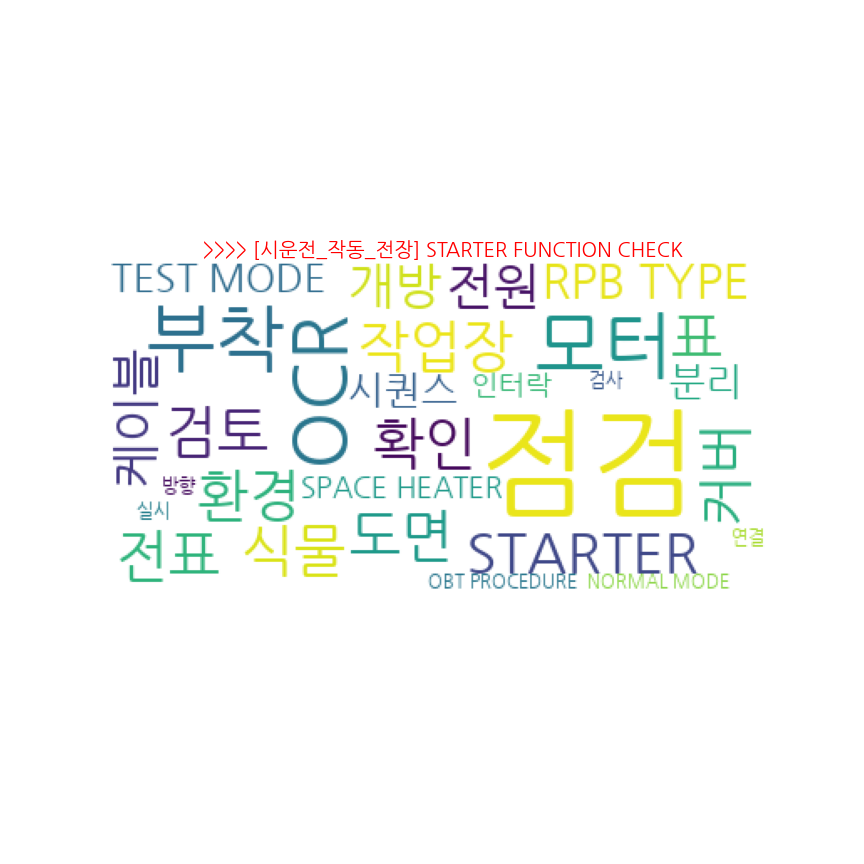 >>>> [시운전_작동_전장] STARTER FUNCTION CHECK
TEST MODE
개방
전원
RPB TYPE
부착
OCR
작업장
모터
표
케이블
시퀀스
인터락
검사
분리
검토
확인
점검
커버
방향
환경
SPACE HEATER
실시
전표
식물
도면
STARTER
연결
OBT PROCEDURE
NORMAL MODE